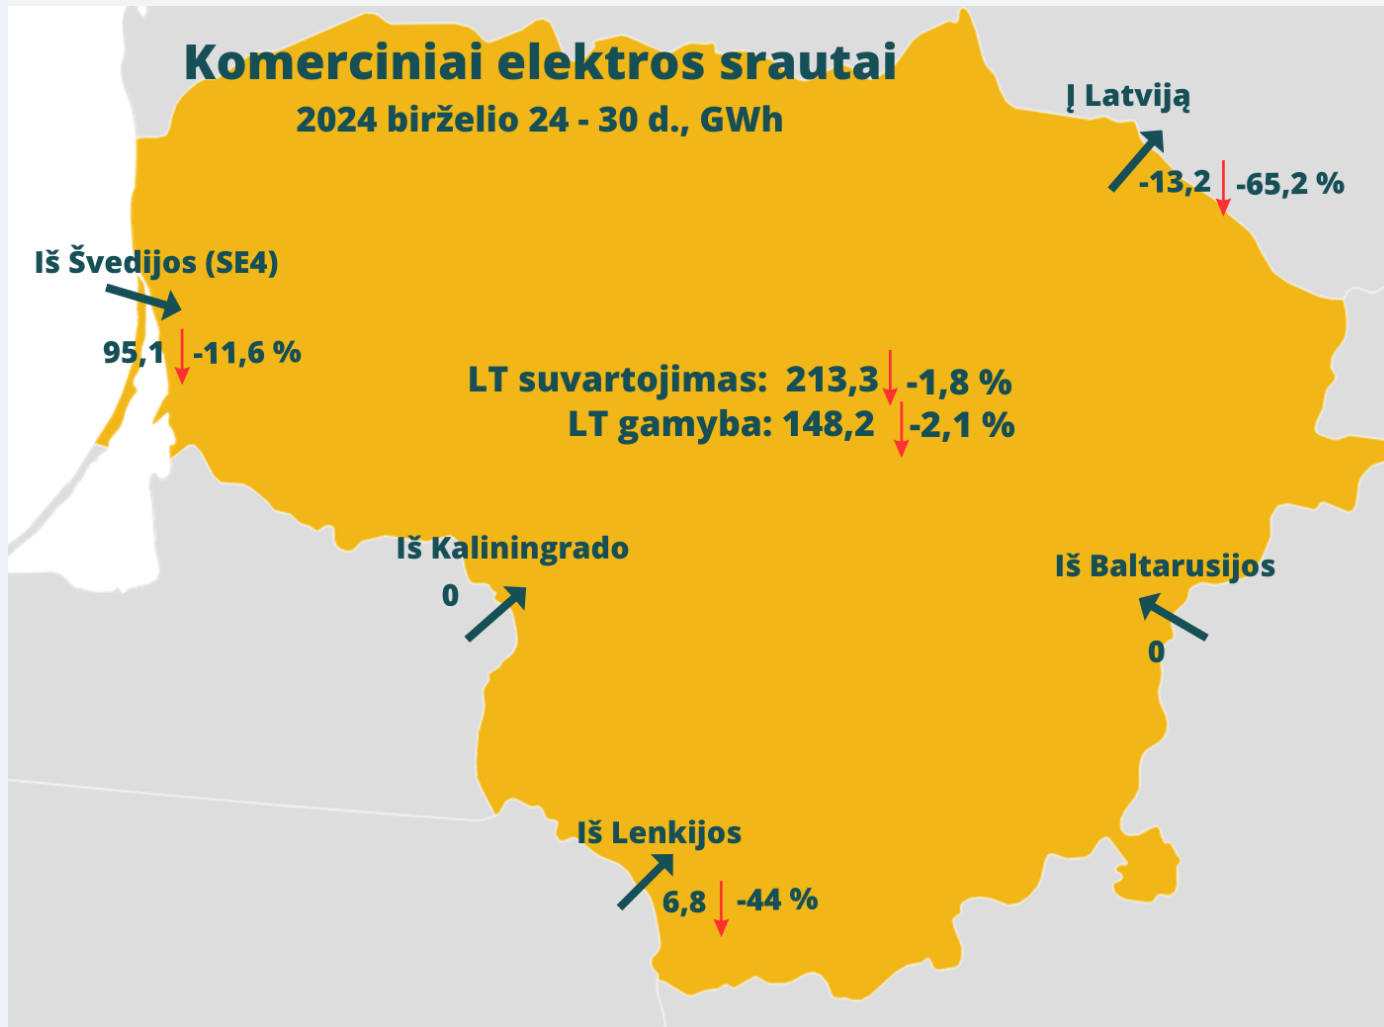 Komerciniai elektros srautai
2024 birželio 24 - 30 d., GWh
Į Latviją
-13,2 -65,2 %
Iš Švedijos (SE4)
95,1 -11,6 %
LT suvartojimas: 213,3 -1,8 %
LT gamyba: 148,2 -2,1 %
Iš Kaliningrado
0
Iš Baltarusijos
0
Iš Lenkijos
6,8 -44 %